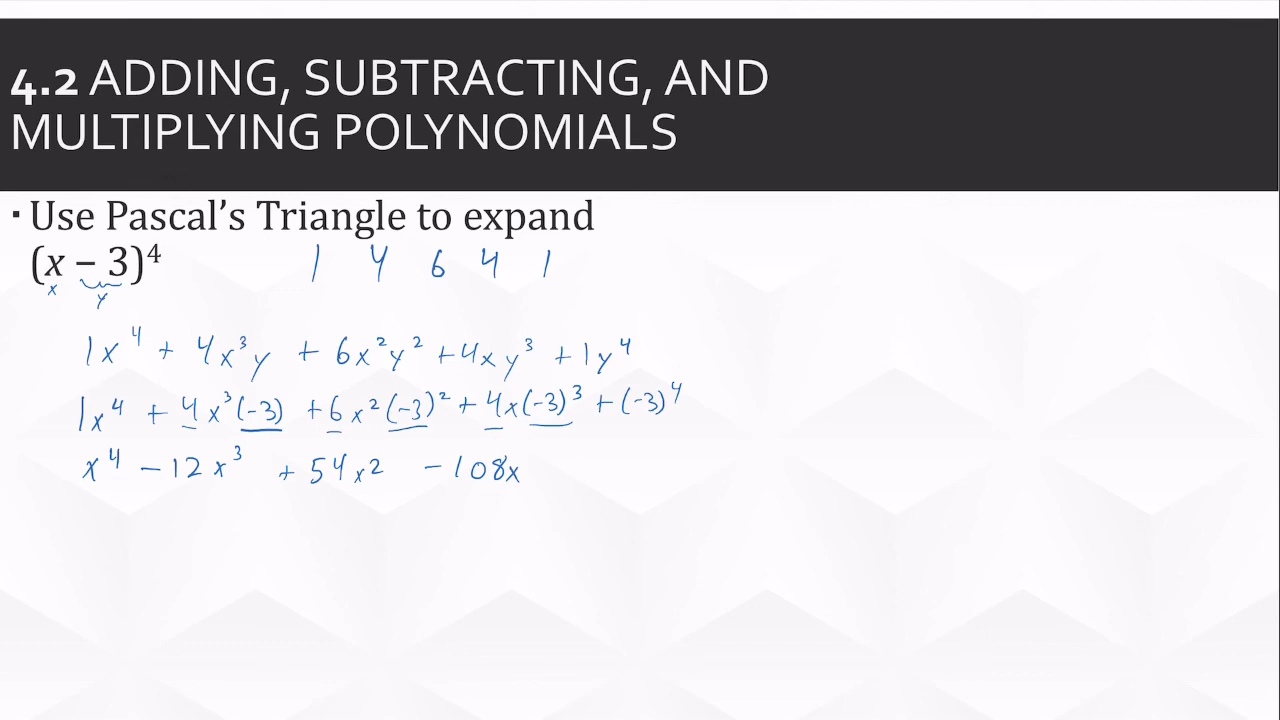 4.2 ADDING, SUBTRACTING, AND
MULTIPLYING POLYNOMIALS
▪ Use Pascal’s Triangle to expand
(x − 3)⁴ 1 4 6 4 1
x y
1x⁴ + 4x³y + 6x²y² + 4xy³ + 1y⁴
1x⁴ + 4x³(-3) + 6x²(-3)² + 4x(-3)³ + (-3)⁴
x⁴ − 12x³ + 54x² − 108x